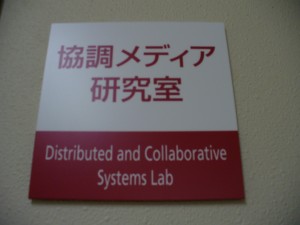 協調メディア
研究室
Distributed and Collaborative
Systems Lab